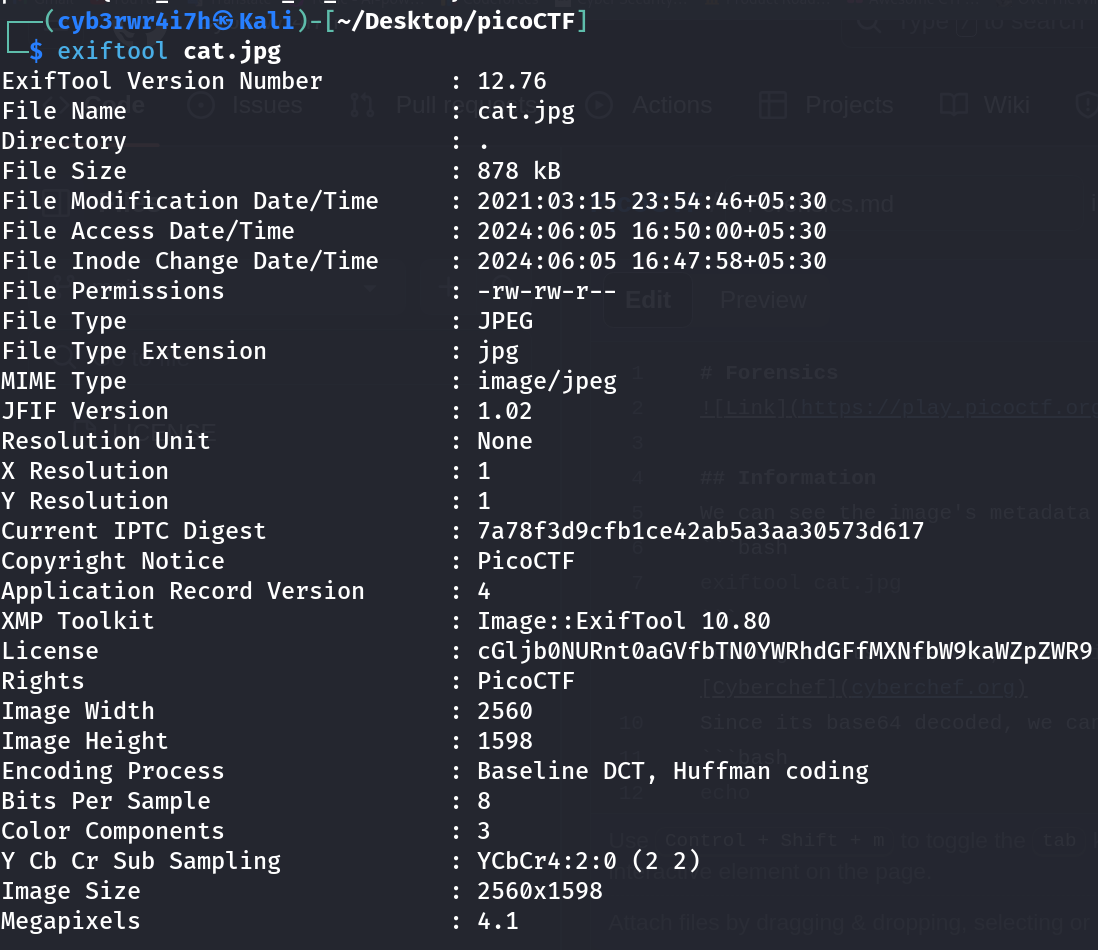 ┌──(cyb3rwr4i7h㉿Kali)-[~/Desktop/picoCTF]
└─$ exiftool cat.jpg
ExifTool Version Number : 12.76
File Name : cat.jpg
Directory : .
File Size : 878 kB
File Modification Date/Time : 2021:03:15 23:54:46+05:30
File Access Date/Time : 2024:06:05 16:50:00+05:30
File Inode Change Date/Time : 2024:06:05 16:47:58+05:30
File Permissions : -rw-rw-r--
File Type : JPEG
File Type Extension : jpg
MIME Type : image/jpeg
JFIF Version : 1.02
Resolution Unit : None
X Resolution : 1
Y Resolution : 1
Current IPTC Digest : 7a78f3d9cfb1ce42ab5a3aa30573d617
Copyright Notice : PicoCTF
Application Record Version : 4
XMP Toolkit : Image::ExifTool 10.80
License : cGljb0NURnt0aGVfbTN0YWRhdGFfMXNfbW9kaWZpZWR9
Rights : PicoCTF
Image Width : 2560
Image Height : 1598
Encoding Process : Baseline DCT, Huffman coding
Bits Per Sample : 8
Color Components : 3
Y Cb Cr Sub Sampling : YCbCr4:2:0 (2 2)
Image Size : 2560x1598
Megapixels : 4.1
Type / to search
Code Issues Pull requests Actions Projects Wiki
Edit Preview
LICENSE
1 # Forensics
2 ![Link](https://play.picoctf.or
3
4 ## Information
5 We can see the image's metadata
6 ```bash
7 exiftool cat.jpg
[Cyberchef](cyberchef.org)
10 Since its base64 decoded, we ca
11 ```bash
12 echo
Use Control + Shift + m to toggle the tab
interactive element on the page.
Attach files by dragging & dropping, selecting or